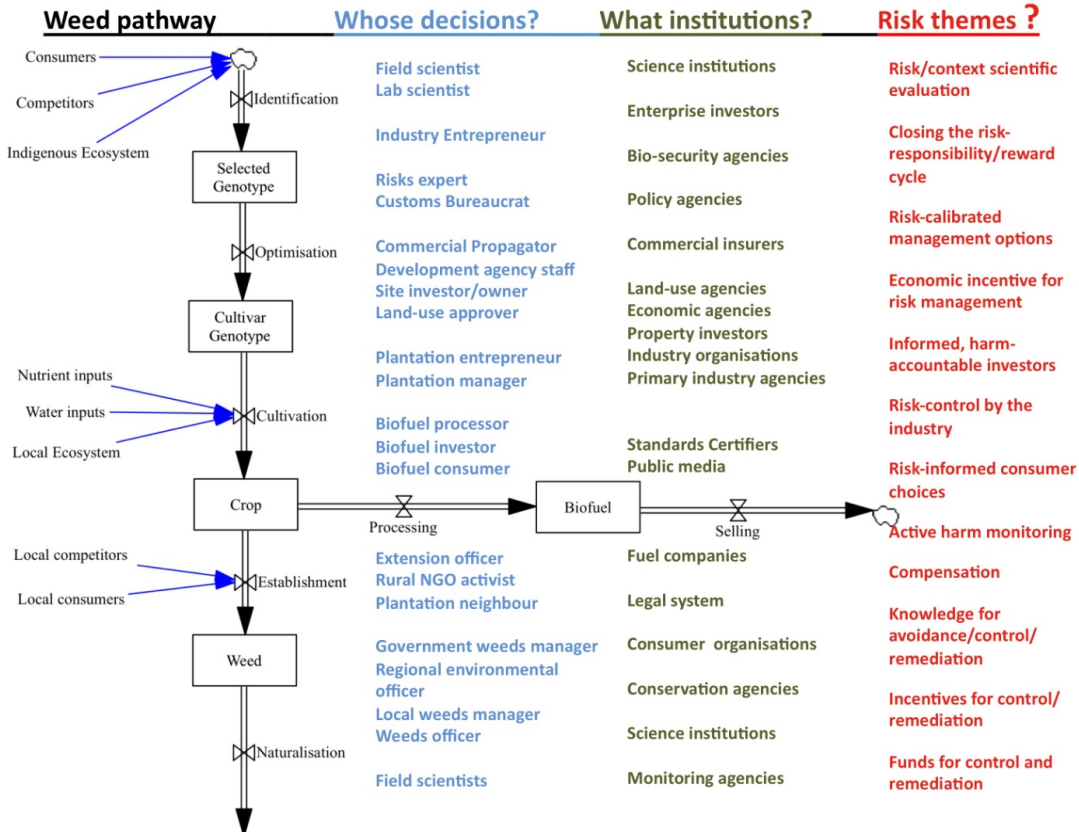 Weed pathway
Whose decisions?
What institutions?
Risk themes ?
Consumers
Competitors
Indigenous Ecosystem
Identification
Selected
Genotype
Optimisation
Cultivar
Genotype
Nutrient inputs
Water inputs
Local Ecosystem
Cultivation
Crop
Processing
Biofuel
Selling
Local competitors
Local consumers
Establishment
Weed
Naturalisation
Field scientist
Lab scientist
Industry Entrepreneur
Risks expert
Customs Bureaucrat
Commercial Propagator
Development agency staff
Site investor/owner
Land-use approver
Plantation entrepreneur
Plantation manager
Biofuel processor
Biofuel investor
Biofuel consumer
Extension officer
Rural NGO activist
Plantation neighbour
Government weeds manager
Regional environmental
officer
Local weeds manager
Weeds officer
Field scientists
Science institutions
Enterprise investors
Bio-security agencies
Policy agencies
Commercial insurers
Land-use agencies
Economic agencies
Property investors
Industry organisations
Primary industry agencies
Standards Certifiers
Public media
Fuel companies
Legal system
Consumer organisations
Conservation agencies
Science institutions
Monitoring agencies
Risk/context scientific
evaluation
Closing the risk-
responsibility/reward
cycle
Risk-calibrated
management options
Economic incentive for
risk management
Informed, harm-
accountable investors
Risk-control by the
industry
Risk-informed consumer
choices
Active harm monitoring
Compensation
Knowledge for
avoidance/control/
remediation
Incentives for control/
remediation
Funds for control and
remediation